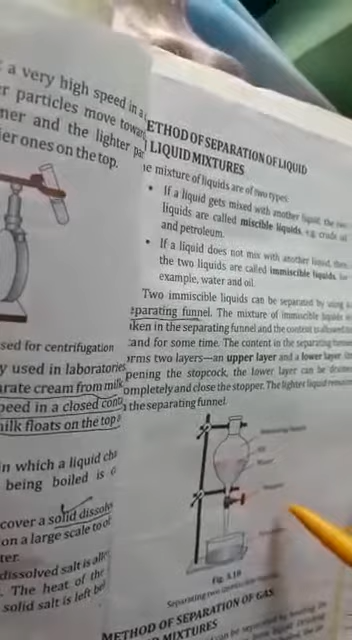 a very high speed in a
particles move towar
ner and the lighter
ier ones on the top.
sed for centrifugation
y used in laboratories
arate cream from milk
peed in a closed cont
nilk floats on the top
n which a liquid cha
being boiled is
cover a solid dissolv
on a large scale to
ter.
dissolved salt is
. The heat of the
solid salt is left be
ETHOD OF SEPARATION OF LIQUID
LIQUID MIXTURES
e mixture of liquids are of two types:
• If a liquid gets mixed with another liquid, the two
liquids are called miscible liquids, e.g. crude oil
and petroleum.
• If a liquid does not mix with another liquid, then
the two liquids are called immiscible liquids, for
example, water and oil.
Two immiscible liquids can be separated by using a
eparating funnel. The mixture of immiscible liquids
aken in the separating funnel and the content is allowed to
tand for some time. The content in the separating funnel
orms two layers—an upper layer and a lower layer.
pening the stopcock, the lower layer can be drained
ompletely and close the stopper. The lighter liquid remains
the separating funnel.
Fig. 3.10
Separating two immiscible liquids
METHOD OF SEPARATION OF GAS
MIXTURES